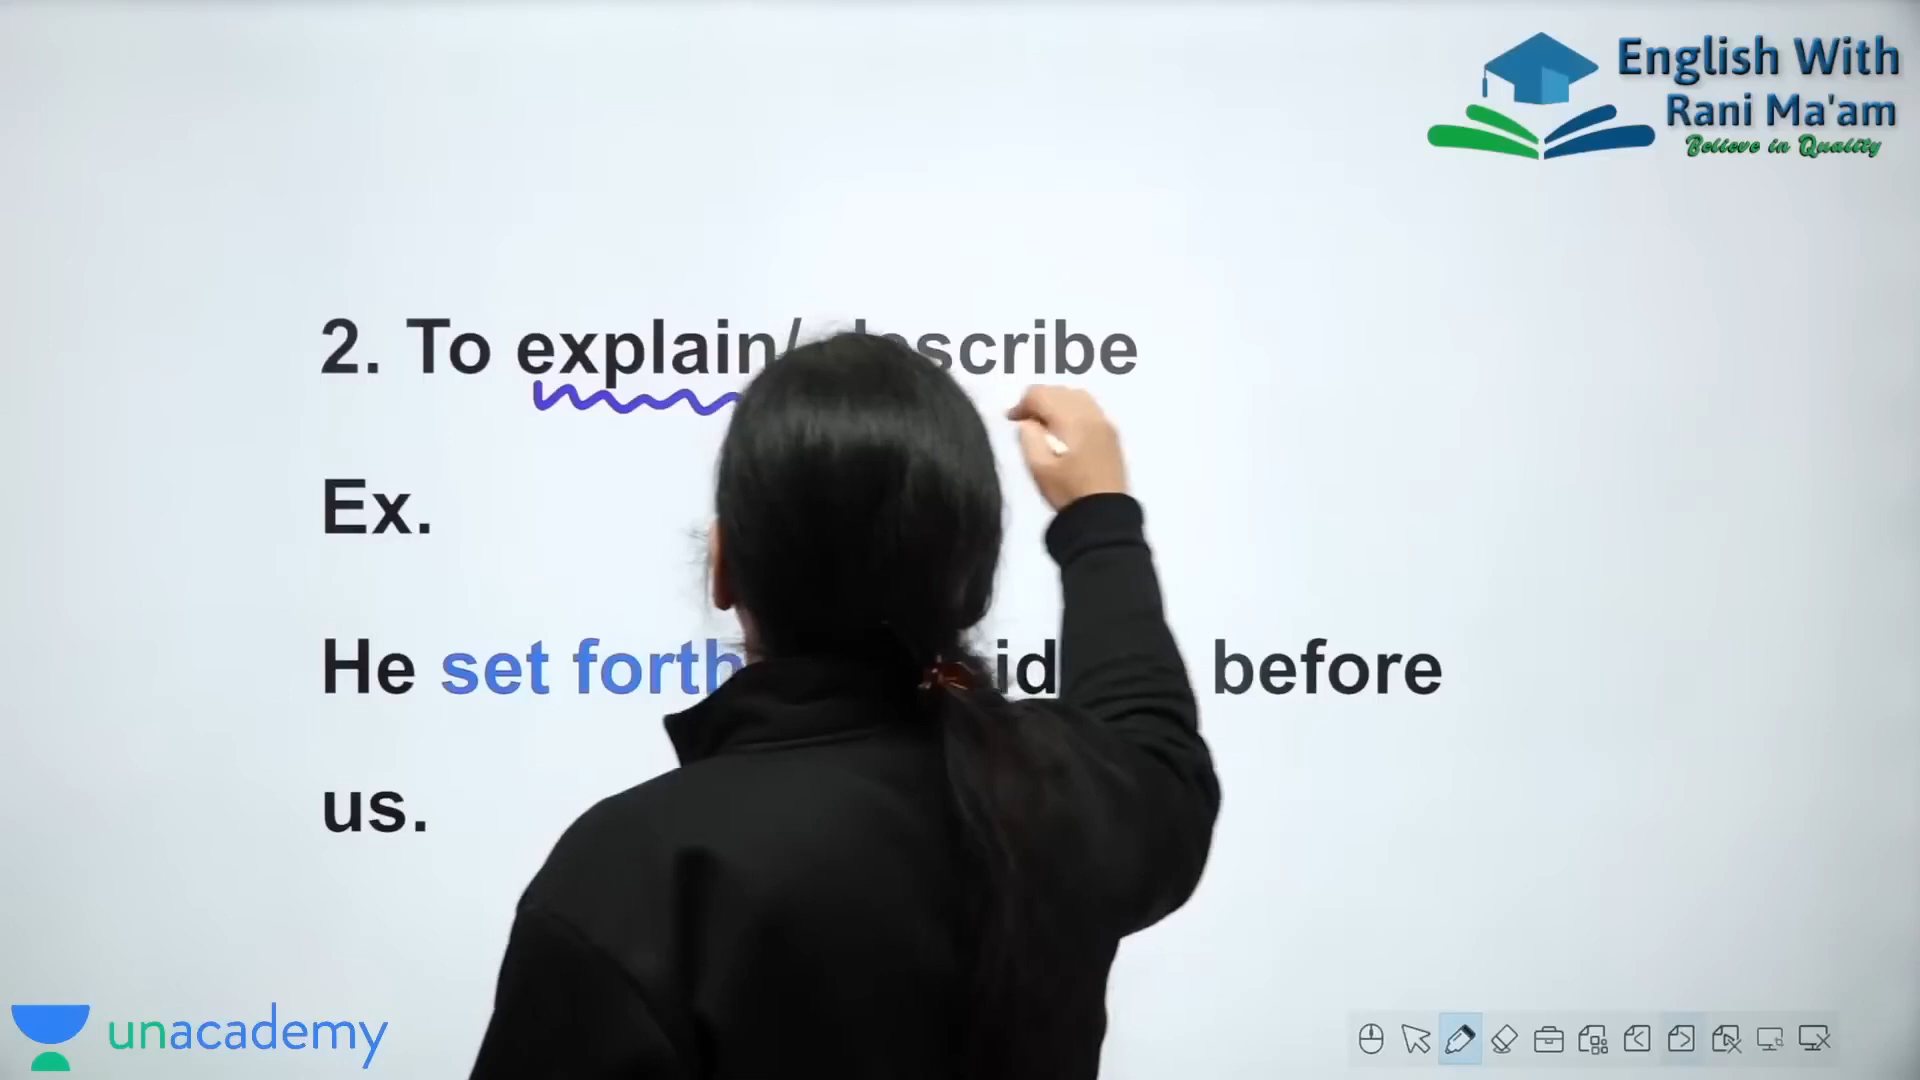 English With
Rani Ma'am
Believe in Quality
2. To explain/ describe
Ex.
He set forth before
us.
unacademy